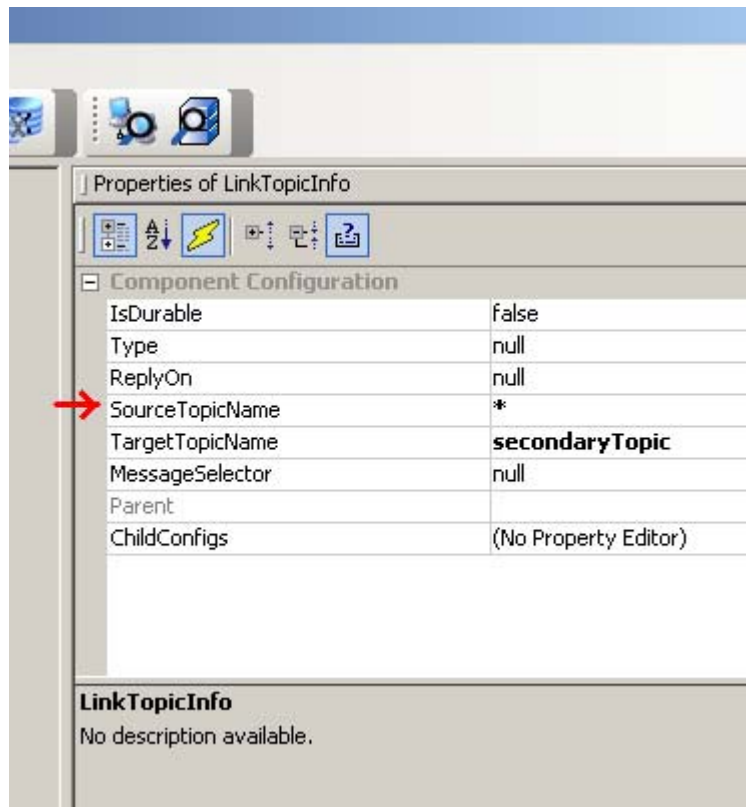 Properties of LinkTopicInfo
Component Configuration
IsDurable false
Type null
ReplyOn null
SourceTopicName *
TargetTopicName secondaryTopic
MessageSelector null
Parent
ChildConfigs (No Property Editor)
LinkTopicInfo
No description available.